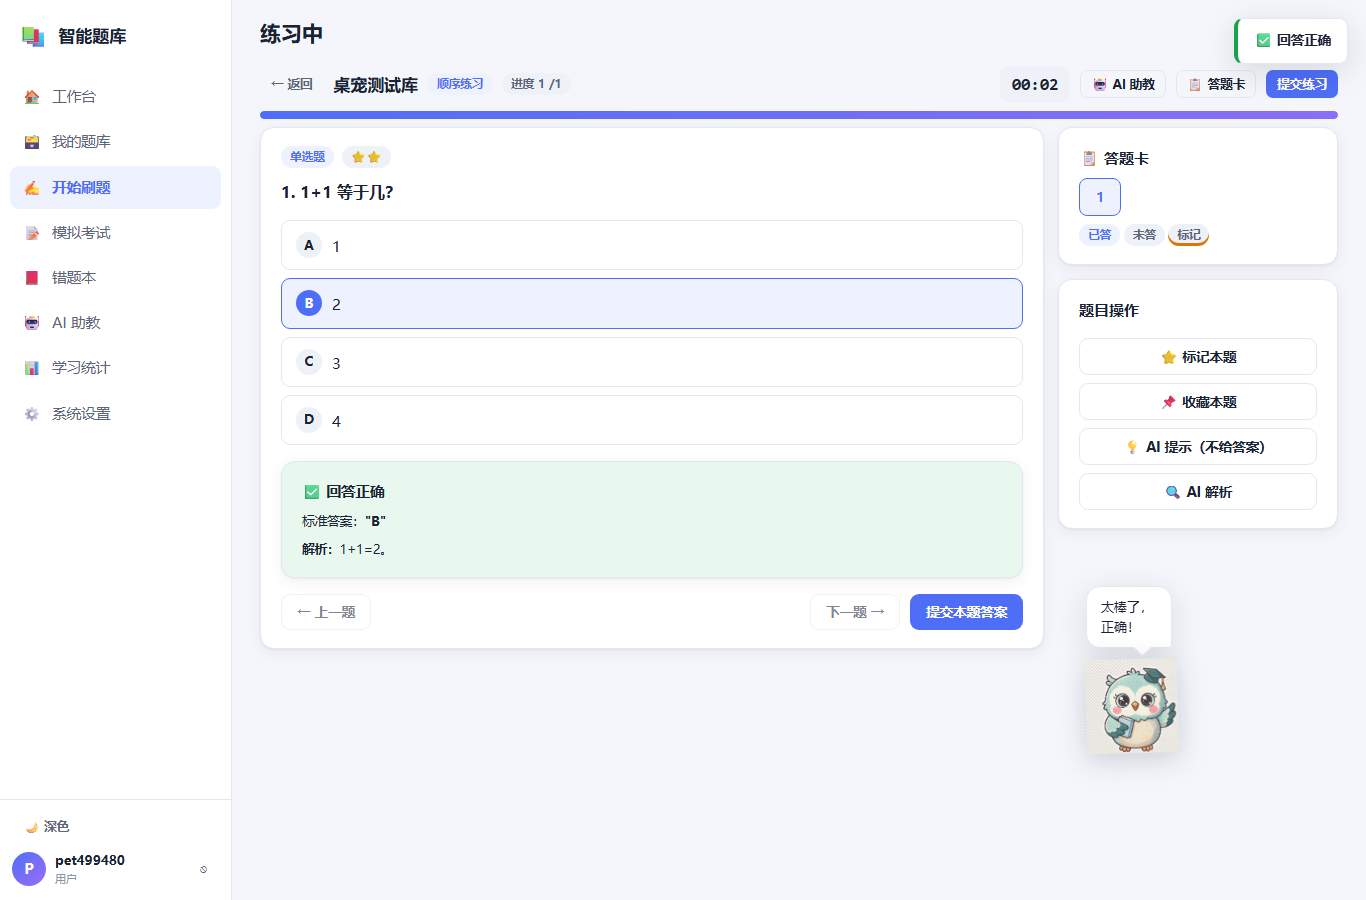 智能题库
工作台
我的题库
开始刷题
模拟考试
错题本
AI 助教
学习统计
系统设置
深色
P
pet499480
用户
练习中
← 返回
桌宠测试库
顺序练习
进度 1 /1
00:02
AI 助教
答题卡
提交练习
回答正确
单选题
1. 1+1 等于几?
A 1
B 2
C 3
D 4
回答正确
标准答案："B"
解析：1+1=2。
← 上一题
下一题 →
提交本题答案
答题卡
1
已答
未答
标记
题目操作
标记本题
收藏本题
AI 提示（不给答案）
AI 解析
太棒了，
正确！